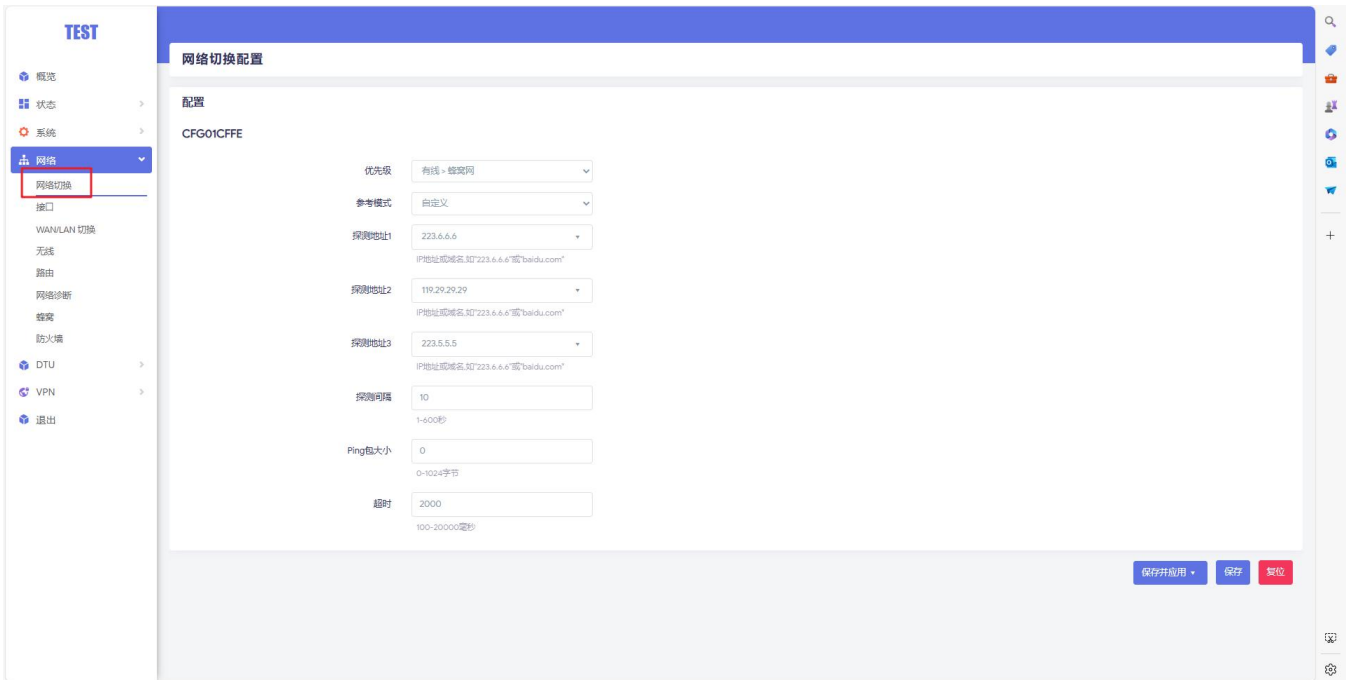 TEST
概览
状态
系统
网络
网络切换
接口
WAN/LAN 切换
无线
路由
网络诊断
蜂窝
防火墙
DTU
VPN
退出
网络切换配置
配置
CFG01CFFE
优先级 有线 > 蜂窝网
参考模式 自定义
探测地址1 223.6.6.6
IP地址或域名,如"223.6.6.6"或"baidu.com"
探测地址2 119.29.29.29
IP地址或域名,如"223.6.6.6"或"baidu.com"
探测地址3 223.5.5.5
IP地址或域名,如"223.6.6.6"或"baidu.com"
探测间隔 10
1-600秒
Ping包大小 0
0-1024字节
超时 2000
100-20000毫秒
保存并应用 保存 复位